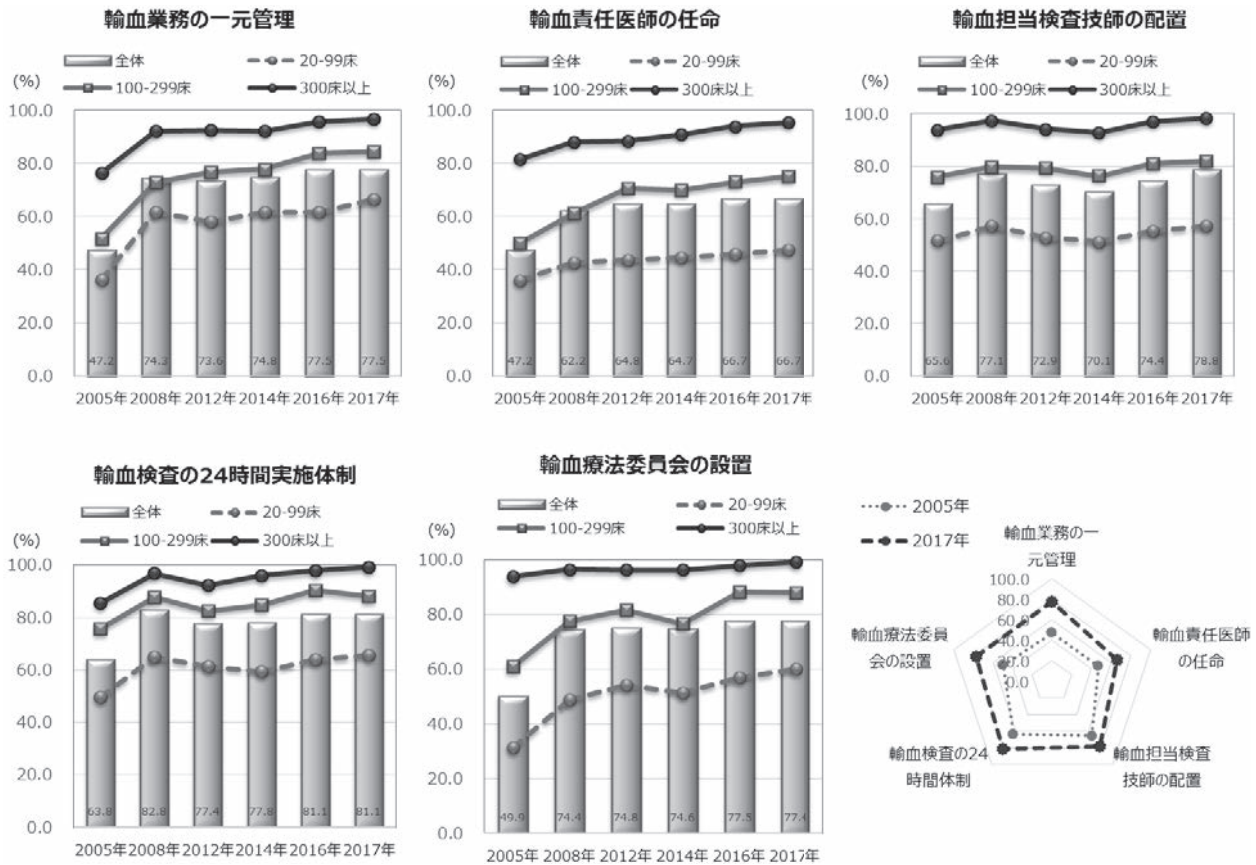 輸血業務の一元管理
全体
20-99床
100-299床
300床以上
(%)
100.0
80.0
60.0
40.0
20.0
0.0
47.2
74.3
73.6
74.8
77.5
77.5
2005年 2008年 2012年 2014年 2016年 2017年
輸血責任医師の任命
全体
20-99床
100-299床
300床以上
(%)
100.0
80.0
60.0
40.0
20.0
0.0
47.2
62.2
64.8
64.7
66.7
66.7
2005年 2008年 2012年 2014年 2016年 2017年
輸血担当検査技師の配置
全体
20-99床
100-299床
300床以上
(%)
100.0
80.0
60.0
40.0
20.0
0.0
65.6
77.1
72.9
70.1
74.4
78.8
2005年 2008年 2012年 2014年 2016年 2017年
輸血検査の24時間実施体制
全体
20-99床
100-299床
300床以上
(%)
100.0
80.0
60.0
40.0
20.0
0.0
63.8
82.8
77.4
77.8
81.1
81.1
2005年 2008年 2012年 2014年 2016年 2017年
輸血療法委員会の設置
全体
20-99床
100-299床
300床以上
(%)
100.0
80.0
60.0
40.0
20.0
0.0
49.9
74.4
74.8
74.6
77.5
77.4
2005年 2008年 2012年 2014年 2016年 2017年
2005年
2017年
輸血業務の一
元管理
100.0
80.0
60.0
40.0
20.0
0.0
輸血責任医師
の任命
輸血担当検査
技師の配置
輸血検査の24
時間体制
輸血療法委員
会の設置